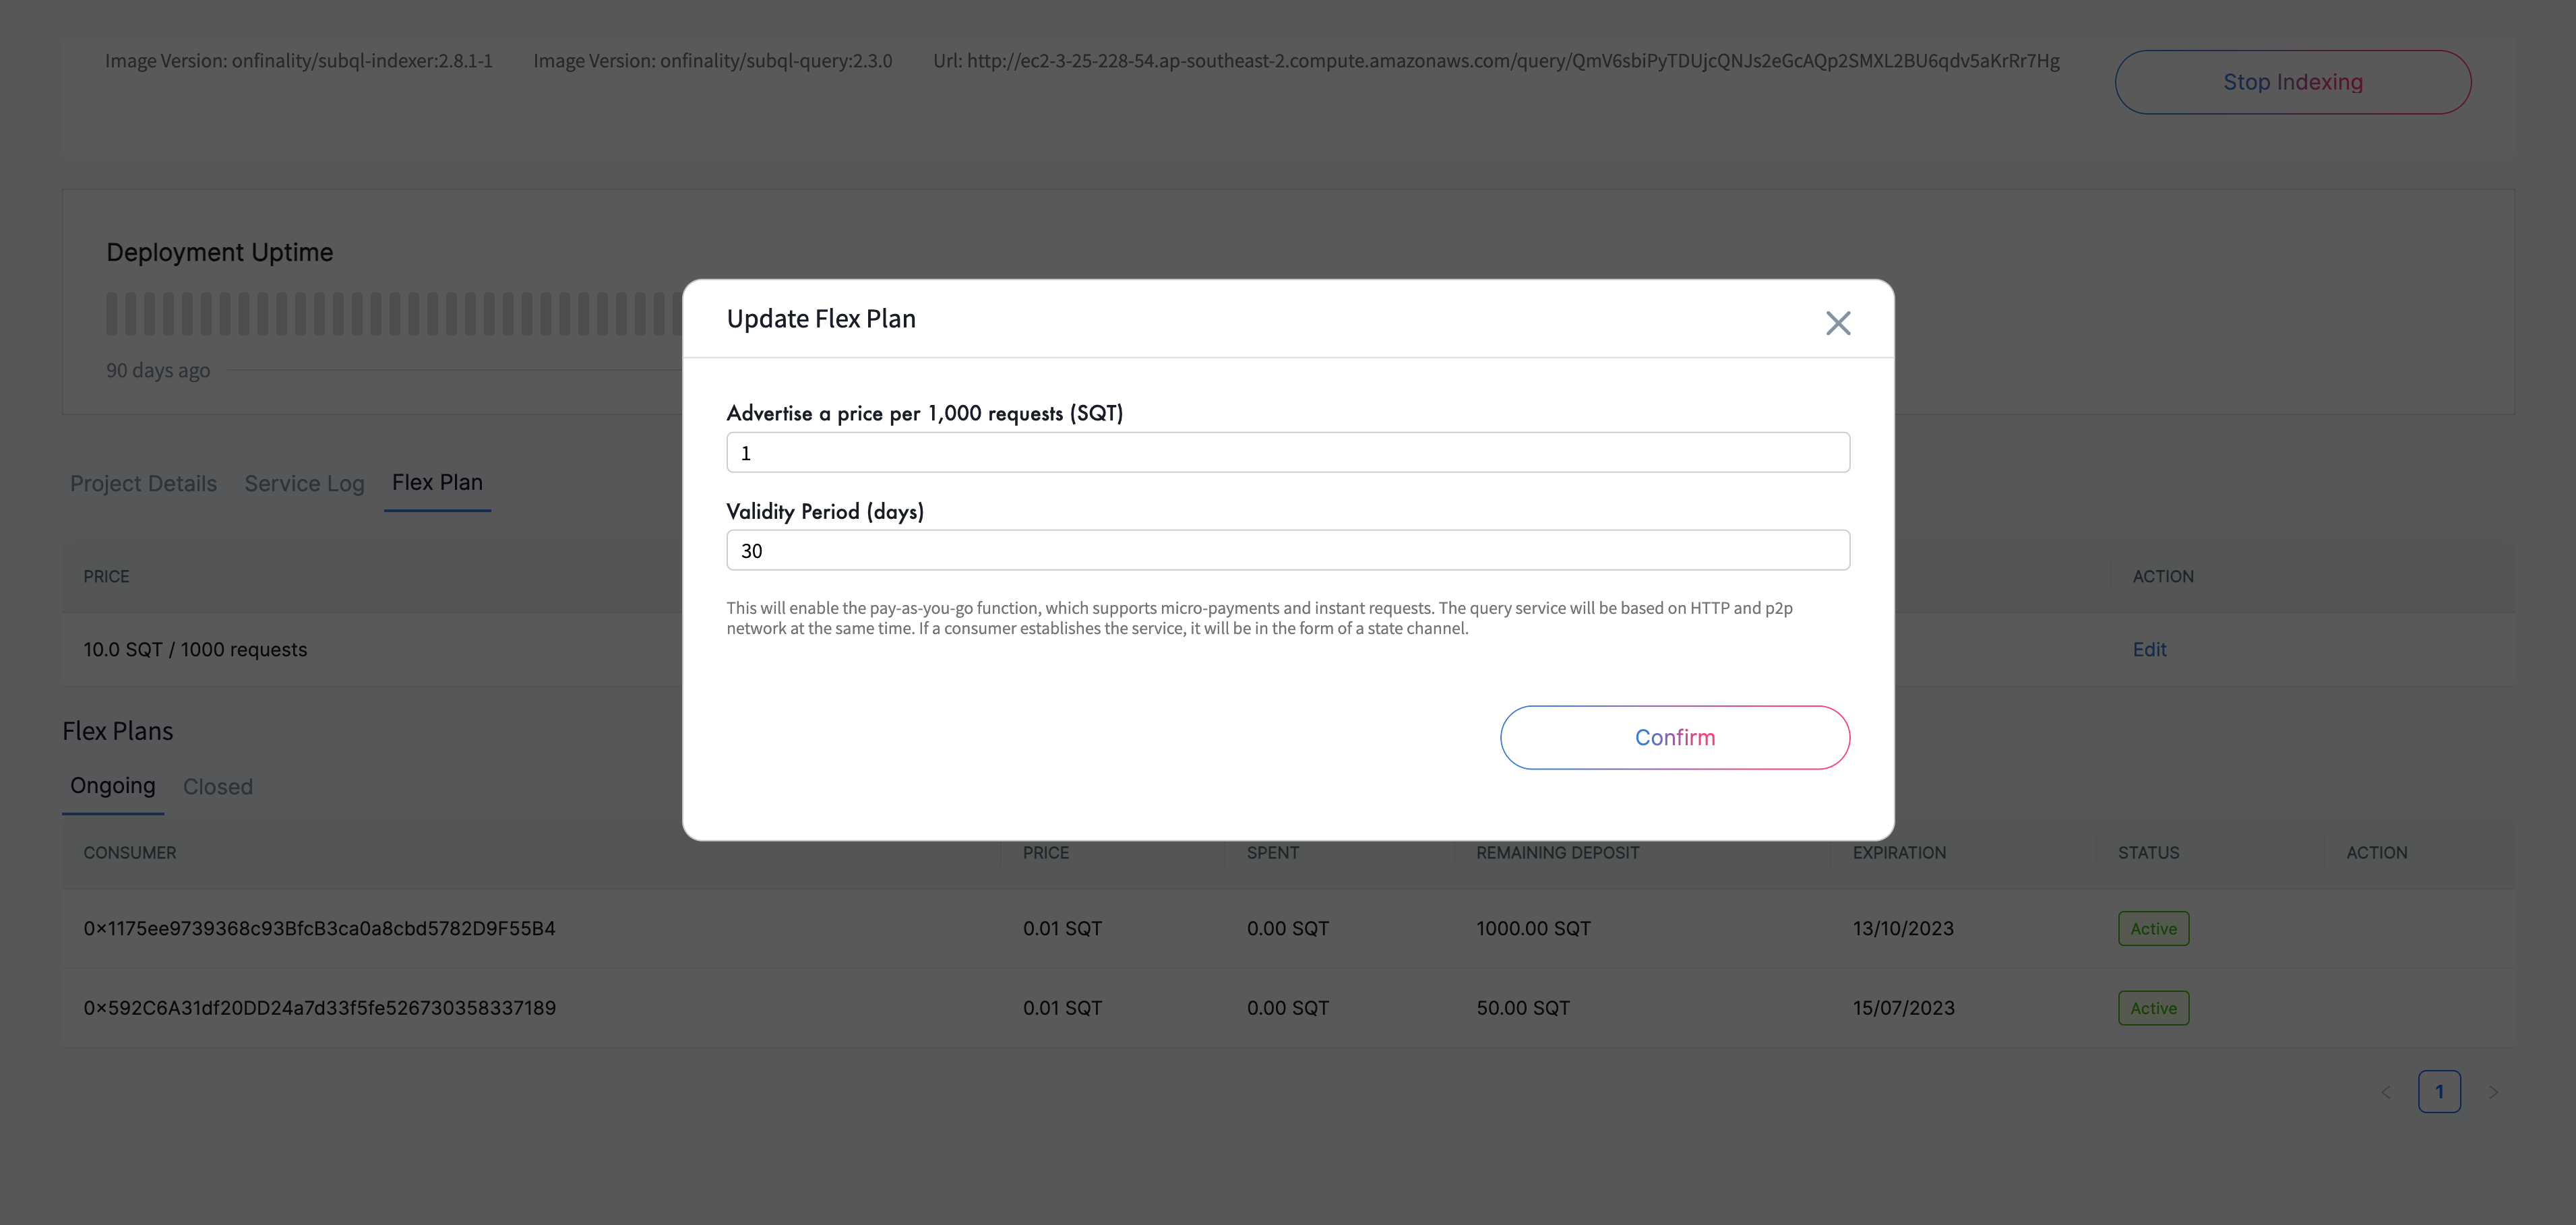 Image Version: onfinality/subql-indexer:2.8.1-1 Image Version: onfinality/subql-query:2.3.0 Url: http://ec2-3-25-228-54.ap-southeast-2.compute.amazonaws.com/query/QmV6sbiPyTDUjcQNJs2eGcAQp2SMXL2BU6qdv5aKrRr7Hg
Stop Indexing
Deployment Uptime
90 days ago
Update Flex Plan
Advertise a price per 1,000 requests (SQT)
1
Validity Period (days)
30
This will enable the pay-as-you-go function, which supports micro-payments and instant requests. The query service will be based on HTTP and p2p
network at the same time. If a consumer establishes the service, it will be in the form of a state channel.
Confirm
Project Details Service Log Flex Plan
PRICE ACTION
10.0 SQT / 1000 requests Edit
Flex Plans
Ongoing Closed
CONSUMER PRICE SPENT REMAINING DEPOSIT EXPIRATION STATUS ACTION
0x1175ee9739368c93BfcB3ca0a8cbd5782D9F55B4 0.01 SQT 0.00 SQT 1000.00 SQT 13/10/2023 Active
0x592C6A31df20DD24a7d33f5fe526730358337189 0.01 SQT 0.00 SQT 50.00 SQT 15/07/2023 Active
< 1 >